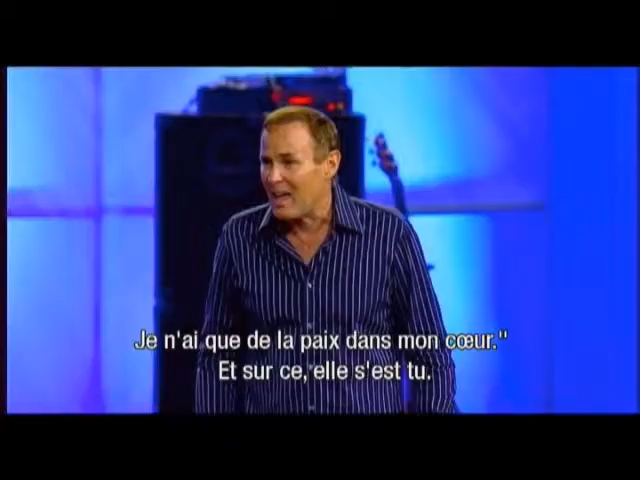 Je n'ai que de la paix dans mon cœur."
Et sur ce, elle s'est tu.